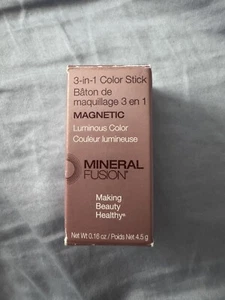 3-in-1 Color Stick
Bâton de
maquillage 3 en 1
MAGNETIC
Luminous Color
Couleur lumineuse
MINERAL
FUSION®
Making
Beauty
Healthy®
Net Wt 0.16 oz / Poids Net 4.5 g